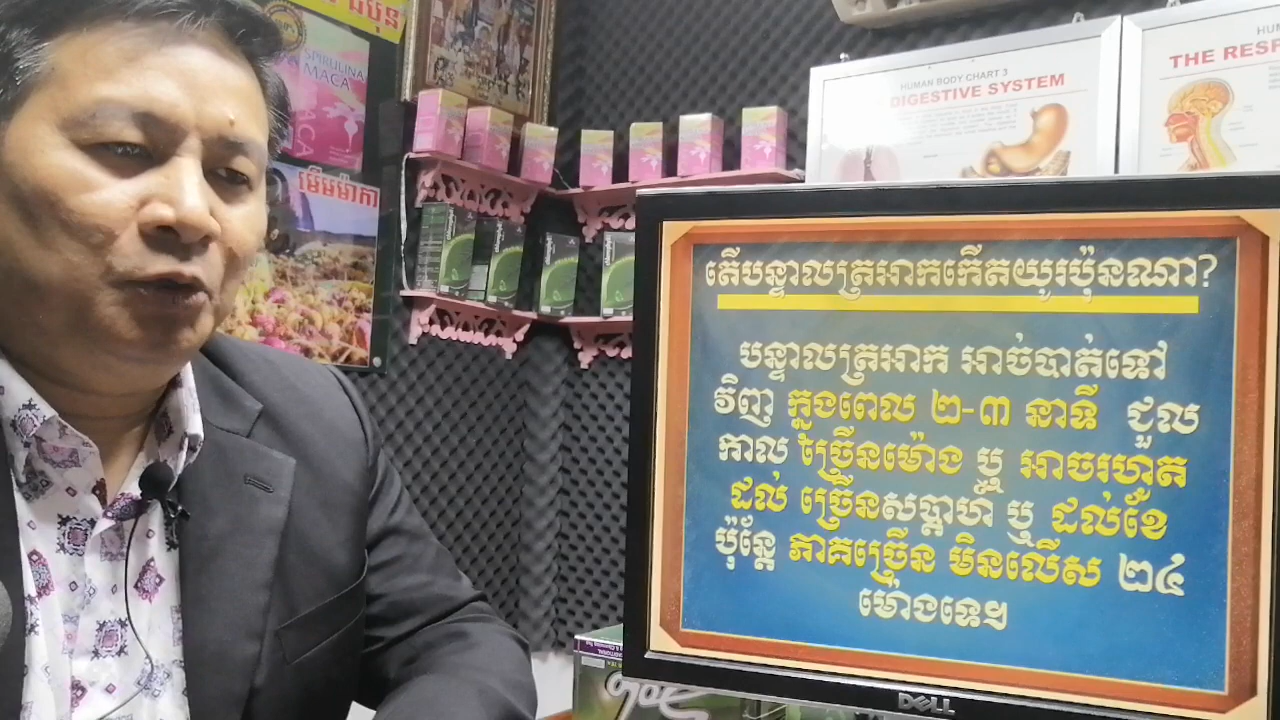 SPIRULINA
MACA
មើមម៉ាកា
HUMAN BODY CHART 3
DIGESTIVE SYSTEM
THE
តើបន្ទាលត្រអាកកើតយូរប៉ុនណា?
បន្ទាលត្រអាក អាច់បាត់ទៅ
វិញ ក្នុងពេល ២-៣ នាទី ជួល
កាល ច្រើនម៉ោង ឬ អាចរហូត
ដល់ ច្រើនសប្តាហ៍ ឬ ដល់ខែ
ប៉ុន្តែ ភាគច្រើន មិនលើស ២៤
ម៉ោងទេ។
DELL